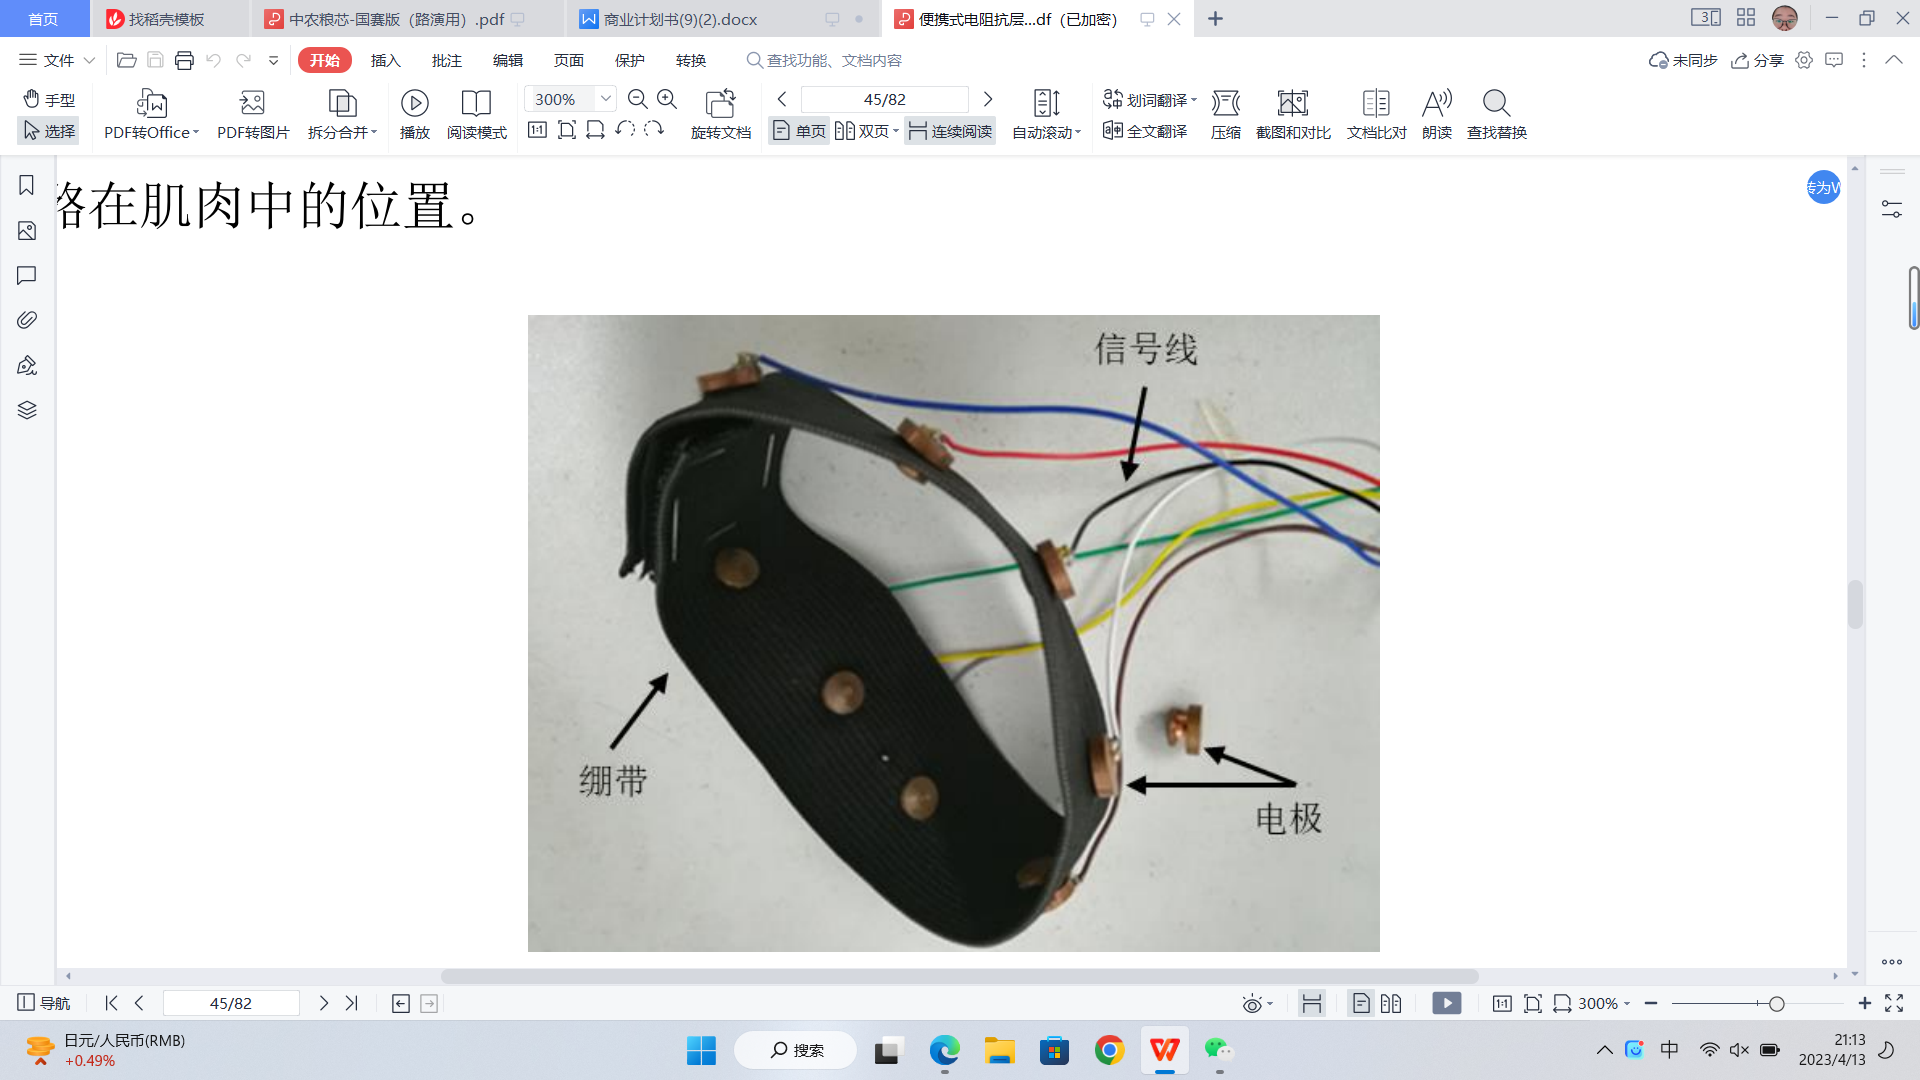 首页
找稻壳模板
中农粮芯-国赛版（路演用）.pdf
商业计划书(9)(2).docx
便携式电阻抗层...df（已加密）
3
文件
开始
插入
批注
编辑
页面
保护
转换
查找功能、文档内容
未同步
分享
手型
选择
PDF转Office
PDF转图片
拆分合并
播放
阅读模式
300%
1:1
旋转文档
45/82
单页
双页
连续阅读
自动滚动
划词翻译
全文翻译
压缩
截图和对比
文档比对
朗读
查找替换
在肌肉中的位置。
转为W
信号线
绷带
电极
导航
45/82
1:1
300%
日元/人民币(RMB)
+0.49%
搜索
中
21:13
2023/4/13